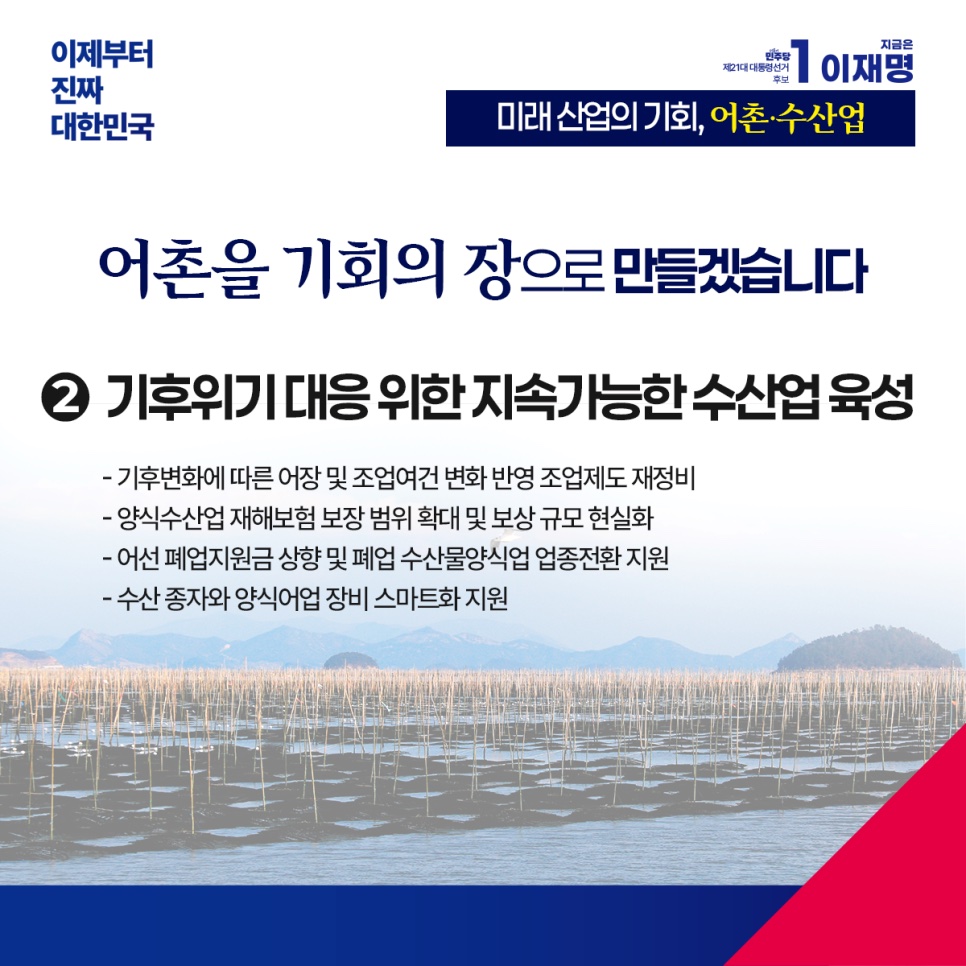 이제부터
진짜
대한민국
지금은
더불어민주당
제21대 대통령선거
후보
1 이재명
미래 산업의 기회, 어촌·수산업
어촌을 기회의 장으로 만들겠습니다
2 기후위기 대응 위한 지속가능한 수산업 육성
- 기후변화에 따른 어장 및 조업여건 변화 반영 조업제도 재정비
- 양식수산업 재해보험 보장 범위 확대 및 보상 규모 현실화
- 어선 폐업지원금 상향 및 폐업 수산물양식업 업종전환 지원
- 수산 종자와 양식어업 장비 스마트화 지원